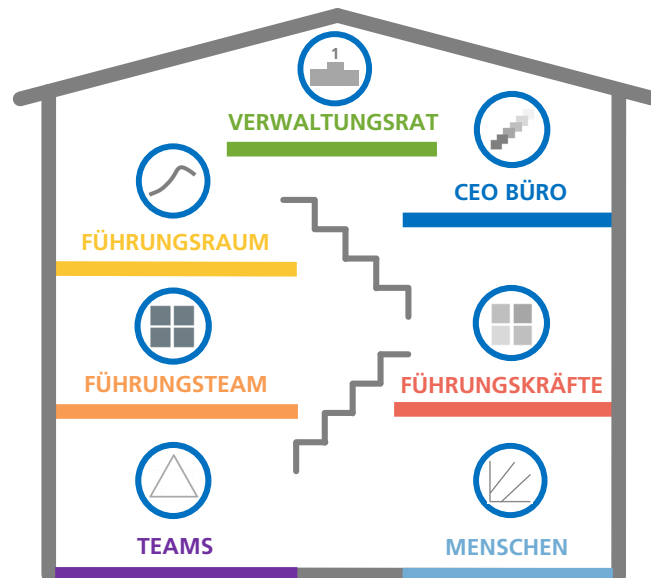 1
VERWALTUNGSRAT
CEO BÜRO
FÜHRUNGSRAUM
FÜHRUNGSTEAM
FÜHRUNGSKRÄFTE
TEAMS
MENSCHEN